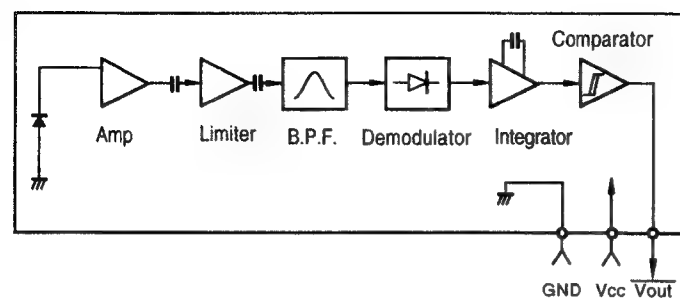 Comparator
Amp
Limiter
B.P.F.
Demodulator
Integrator
GND
Vcc
Vout